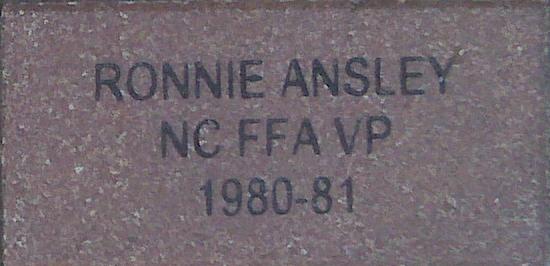 RONNIE ANSLEY
NC FFA VP
1980-81